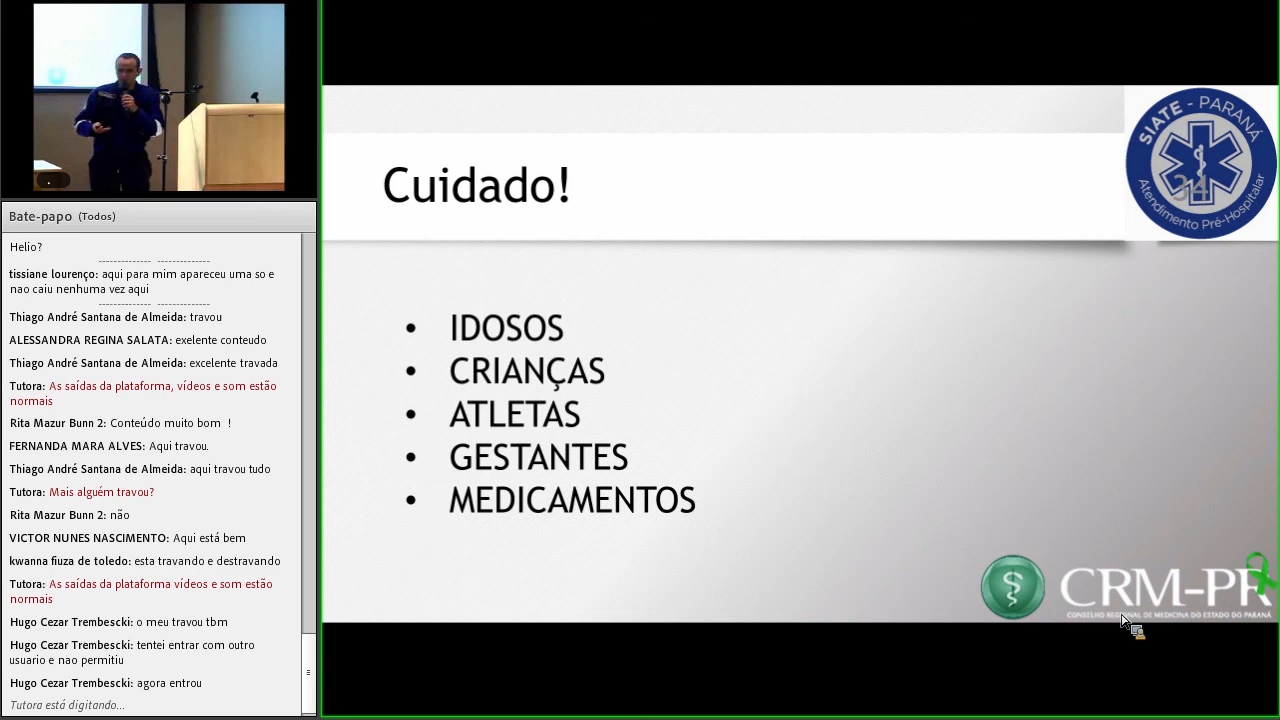 Bate-papo (Todos)
Helio?
-------------- --------------
tissiane lourenço: aqui para mim apareceu uma so e
nao caiu nenhuma vez aqui
-------------- --------------
Thiago André Santana de Almeida: travou
ALESSANDRA REGINA SALATA: exelente conteudo
Thiago André Santana de Almeida: excelente travada
Tutora: As saídas da plataforma, vídeos e som estão
normais
Rita Mazur Bunn 2: Conteúdo muito bom !
FERNANDA MARA ALVES: Aqui travou.
Thiago André Santana de Almeida: aqui travou tudo
Tutora: Mais alguém travou?
Rita Mazur Bunn 2: não
VICTOR NUNES NASCIMENTO: Aqui está bem
kwanna fiuza de toledo: esta travando e destravando
Tutora: As saídas da plataforma vídeos e som estão
normais
Hugo Cezar Trembescki: o meu travou tbm
Hugo Cezar Trembescki: tentei entrar com outro
usuario e nao permitiu
Hugo Cezar Trembescki: agora entrou
Tutora está digitando...
Cuidado!
SIATE - PARANÁ
34
Atendimento Pré-Hospitalar
• IDOSOS
• CRIANÇAS
• ATLETAS
• GESTANTES
• MEDICAMENTOS
CRM-PR
CONSELHO REGIONAL DE MEDICINA DO ESTADO DO PARANÁ